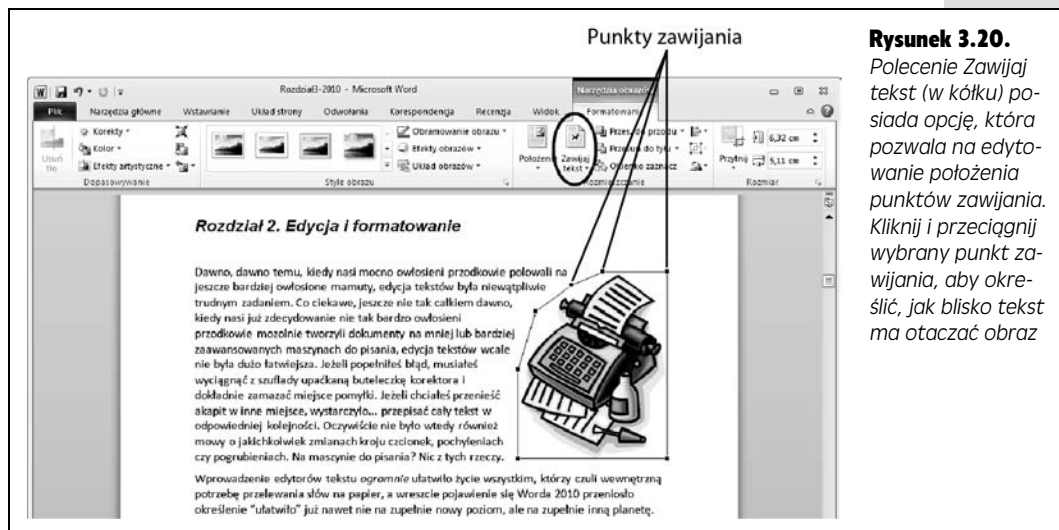 Punkty zawijania
Rozdział3-2010 - Microsoft Word
Narzędzia obrazów
Plik Narzędzia główne Wstawianie Układ strony Odwołania Korespondencja Recenzja Widok Formatowanie
Korekty
Kolor
Efekty artystyczne
Usuń
tło
Dopasowywanie
Obramowanie obrazu
Efekty obrazów
Układ obrazów
Style obrazu
Położenie
Zawijaj
tekst
Przesuń do tyłu
Rozmieszczanie
Przytnij
6,32 cm
5,11 cm
Rozmiar
Rozdział 2. Edycja i formatowanie
Dawno, dawno temu, kiedy nasi mocno owłosieni przodkowie polowali na
jeszcze bardziej owłosione mamuty, edycja tekstów była niewątpliwie
trudnym zadaniem. Co ciekawe, jeszcze nie tak całkiem dawno,
kiedy nasi już zdecydowanie nie tak bardzo owłosieni
przodkowie mozolnie tworzyli dokumenty na mniej lub bardziej
zaawansowanych maszynach do pisania, edycja tekstów wcale
nie była dużo łatwiejsza. Jeżeli popełniłeś błąd, musiałeś
wyciągnąć z szuflady upaćkaną buteleczkę korektora i
dokładnie zamazać miejsce pomyłki. Jeżeli chciałeś przenieść
akapit w inne miejsce, wystarczyło... przepisać cały tekst w
odpowiedniej kolejności. Oczywiście nie było wtedy również
mowy o jakichkolwiek zmianach kroju czcionek, pochyleniach
czy pogrubieniach. Na maszynie do pisania? Nic z tych rzeczy.
Wprowadzenie edytorów tekstu ogromnie ułatwiło życie wszystkim, którzy czuli wewnętrzną
potrzebę przelewania słów na papier, a wreszcie pojawienie się Worda 2010 przeniosło
określenie "ułatwiło" już nawet nie na zupełnie nowy poziom, ale na zupełnie inną planetę.
Rysunek 3.20.
Polecenie Zawijaj
tekst (w kółku) po-
siada opcję, która
pozwala na edyto-
wanie położenia
punktów zawijania.
Kliknij i przeciągnij
wybrany punkt za-
wijania, aby okre-
ślić, jak blisko tekst
ma otaczać obraz